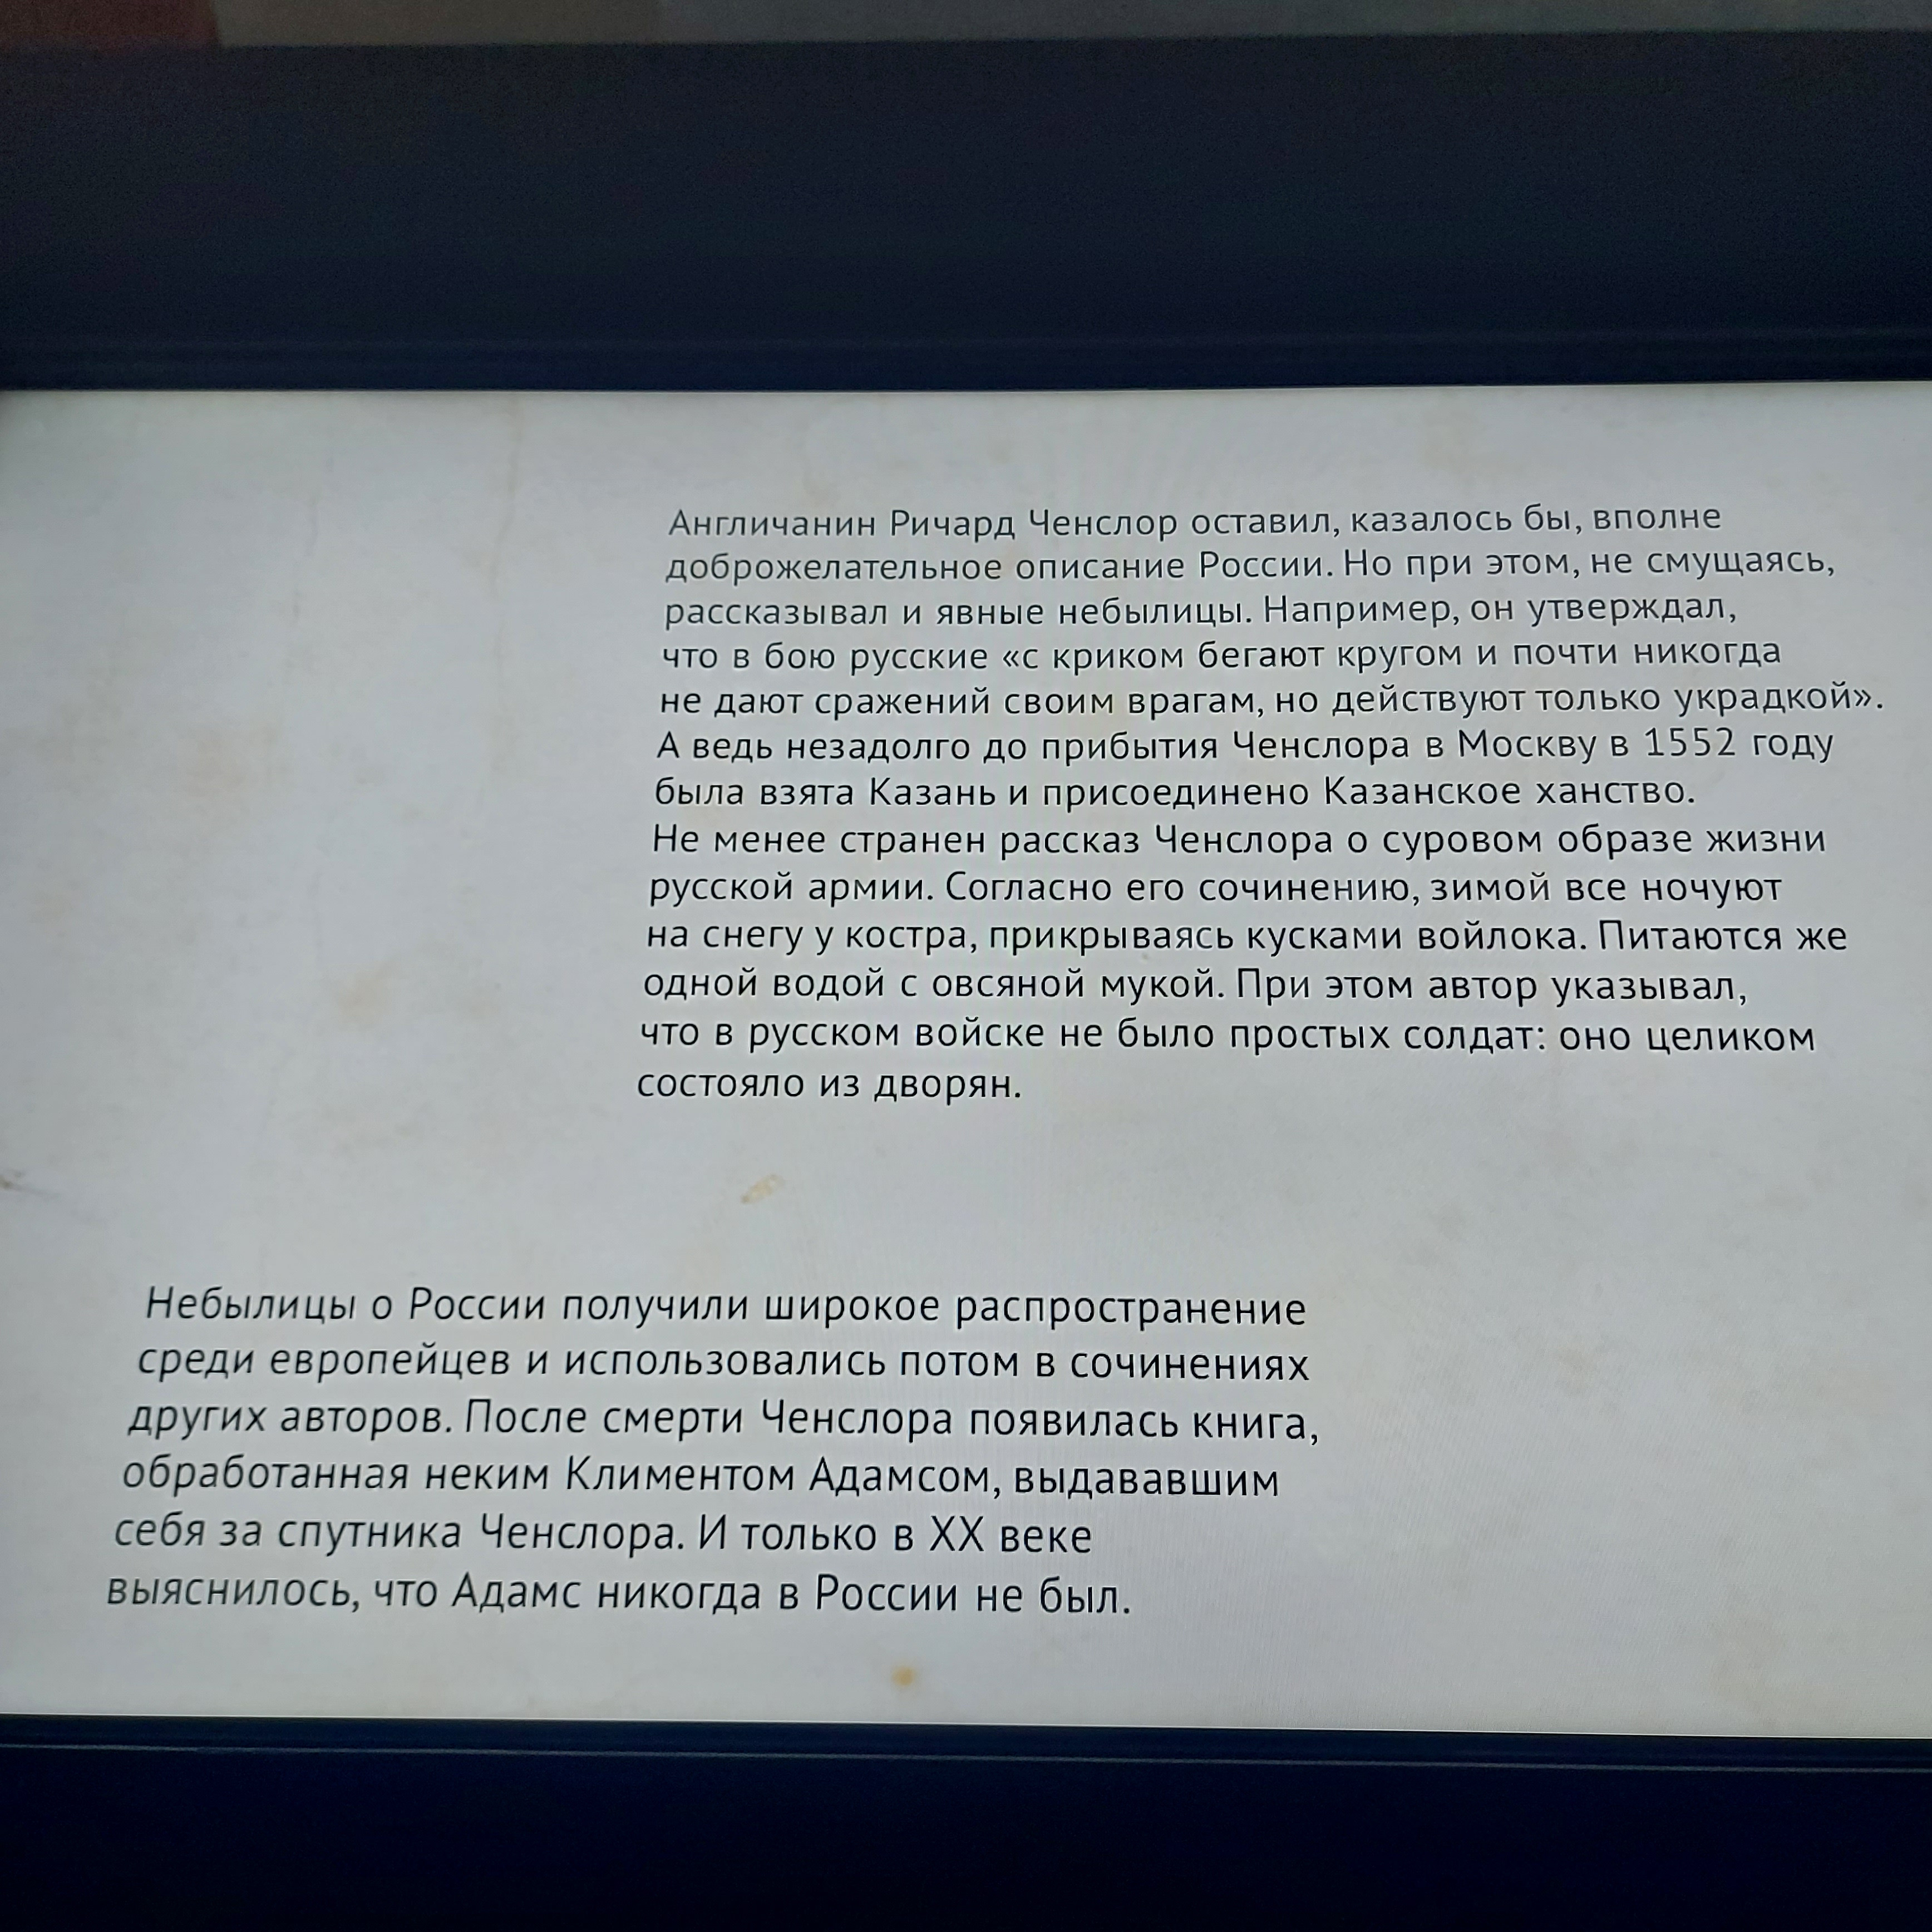 Англичанин Ричард Ченслор оставил, казалось бы, вполне
доброжелательное описание России. Но при этом, не смущаясь,
рассказывал и явные небылицы. Например, он утверждал,
что в бою русские «с криком бегают кругом и почти никогда
не дают сражений своим врагам, но действуют только украдкой».
А ведь незадолго до прибытия Ченслора в Москву в 1552 году
была взята Казань и присоединено Казанское ханство.
Не менее странен рассказ Ченслора о суровом образе жизни
русской армии. Согласно его сочинению, зимой все ночуют
на снегу у костра, прикрываясь кусками войлока. Питаются же
одной водой с овсяной мукой. При этом автор указывал,
что в русском войске не было простых солдат: оно целиком
состояло из дворян.
Небылицы о России получили широкое распространение
среди европейцев и использовались потом в сочинениях
других авторов. После смерти Ченслора появилась книга,
обработанная неким Климентом Адамсом, выдававшим
себя за спутника Ченслора. И только в XX веке
выяснилось, что Адамс никогда в России не был.